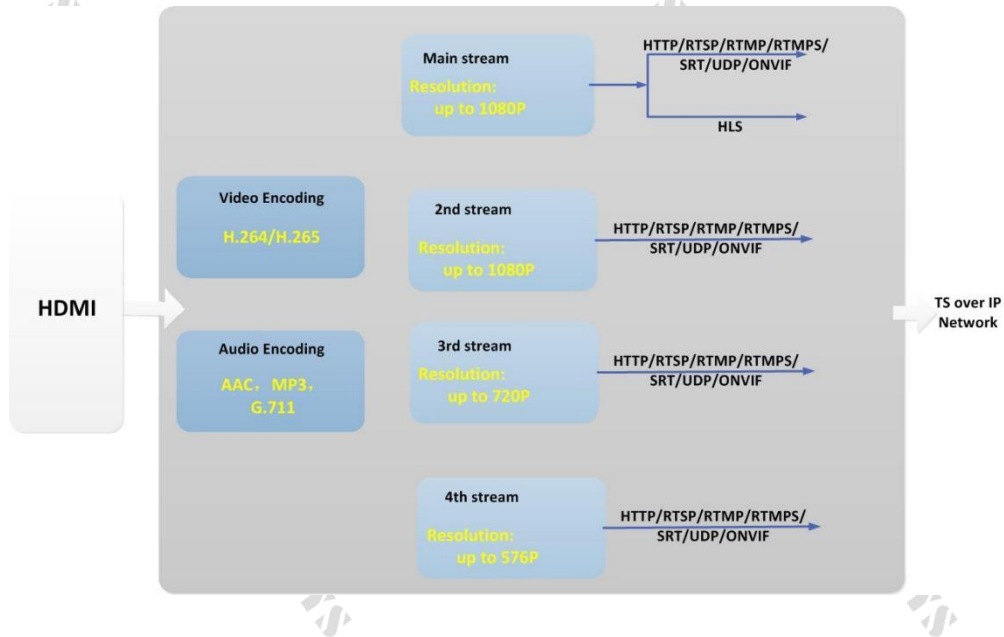 HDMI
Video Encoding
H.264/H.265
Audio Encoding
AAC，MP3，
G.711
Main stream
Resolution:
up to 1080P
HTTP/RTSP/RTMP/RTMPS/
SRT/UDP/ONVIF
HLS
2nd stream
Resolution:
up to 1080P
HTTP/RTSP/RTMP/RTMPS/
SRT/UDP/ONVIF
3rd stream
Resolution:
up to 720P
HTTP/RTSP/RTMP/RTMPS/
SRT/UDP/ONVIF
4th stream
Resolution:
up to 576P
HTTP/RTSP/RTMP/RTMPS/
SRT/UDP/ONVIF
TS over IP
Network